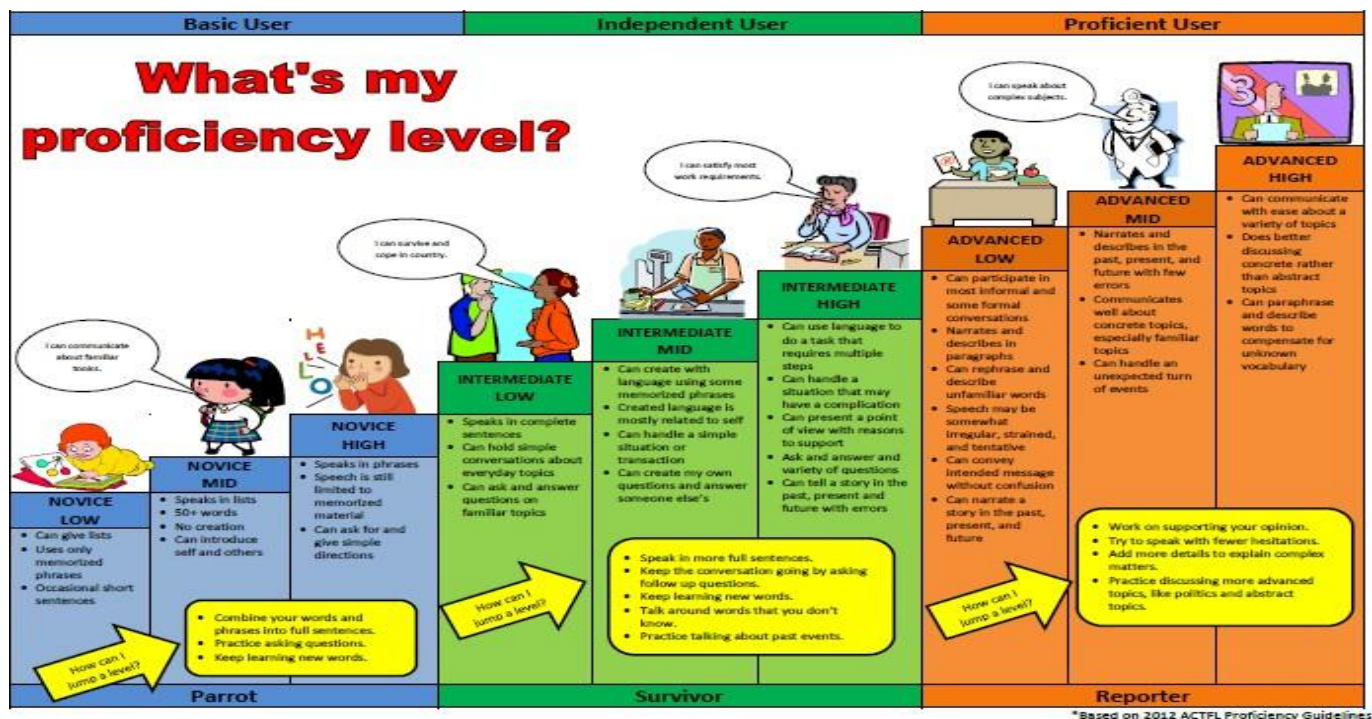 Basic User
Independent User
Proficient User
What's my
proficiency level?
I can communicate
about familiar
NOVICE
LOW
• Can give lists
• Uses only
memorized
phrases
• Occasional short
sentences
NOVICE
MID
• Speaks in lists
• 50+ words
• No creation
• Can introduce
self and others
HELLO
NOVICE
HIGH
• Speaks in phrases
• Speech is still
limited to
memorized
material
• Can ask for and
give simple
directions
How can I
jump a level?
• Combine your words and
phrases into full sentences.
• Practice asking questions.
• Keep learning new words.
Parrot
I can survive and
cope in country.
INTERMEDIATE
LOW
• Speaks in complete
sentences
• Can hold simple
conversations about
everyday topics
• Can ask and answer
questions on
familiar topics
INTERMEDIATE
MID
• Can create with
language using some
memorized phrases
• Created language is
mostly related to self
• Can handle a simple
situation or
transaction
• Can create my own
questions and answer
someone else's
I can satisfy most
work requirements.
INTERMEDIATE
HIGH
• Can use language to
do a task that
requires multiple
steps
• Can handle a
situation that may
have a complication
• Can present a point
of view with reasons
to support
• Ask and answer and
variety of questions
• Can tell a story in the
past, present and
future with errors
How can I
jump a level?
• Speak in more full sentences.
• Keep the conversation going by asking
follow up questions.
• Keep learning new words.
• Talk around words that you don't
know.
• Practice talking about past events.
Survivor
ADVANCED
LOW
• Can participate in
most informal and
some formal
conversations
• Narrates and
describes in
paragraphs
• Can rephrase and
describe
unfamiliar words
• Speech may be
somewhat
irregular, strained,
and tentative
• Can convey
intended message
without confusion
• Can narrate a
story in the past,
present, and
future
I can speak about
complex subjects.
ADVANCED
MID
• Narrates and
describes in the
past, present, and
future with few
errors
• Communicates
well about
concrete topics,
especially familiar
topics
• Can handle an
unexpected turn
of events
3
ADVANCED
HIGH
• Can communicate
with ease about a
variety of topics
• Does better
discussing
concrete rather
than abstract
topics
• Can paraphrase
and describe
words to
compensate for
unknown
vocabulary
How can I
jump a level?
• Work on supporting your opinion.
• Try to speak with fewer hesitations.
• Add more details to explain complex
matters.
• Practice discussing more advanced
topics, like politics and abstract
topics.
Reporter
*Based on 2012 ACTFL Proficiency Guidelines